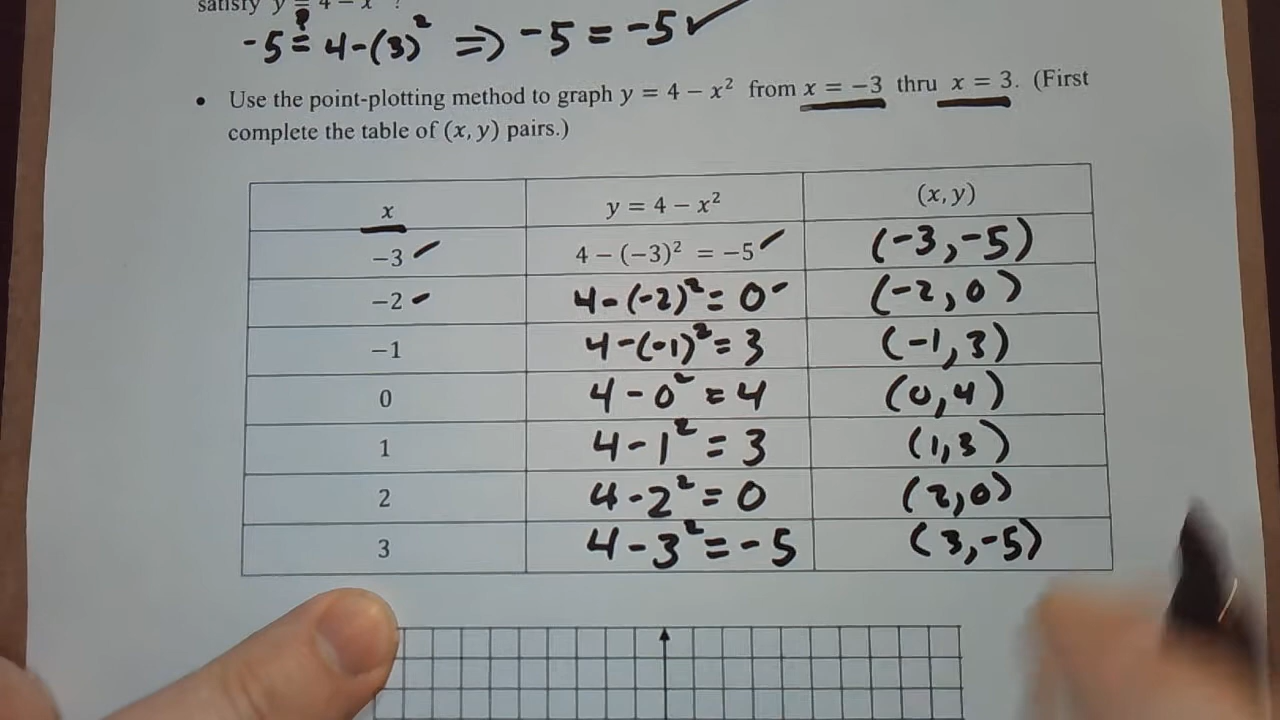 satisfy y = 4 − x ?
-5 ≟ 4-(3)² ⟹ -5 = -5 ✓
• Use the point-plotting method to graph y = 4 − x² from x = −3 thru x = 3. (First
complete the table of (x, y) pairs.)
x y = 4 − x² (x, y)
−3 ✓ 4 − (−3)² = −5 ✓ (-3,-5)
−2 4-(-2)²=0 (-2,0)
−1 4-(-1)²=3 (-1,3)
0 4-0²=4 (0,4)
1 4-1²=3 (1,3)
2 4-2²=0 (2,0)
3 4-3²=-5 (3,-5)